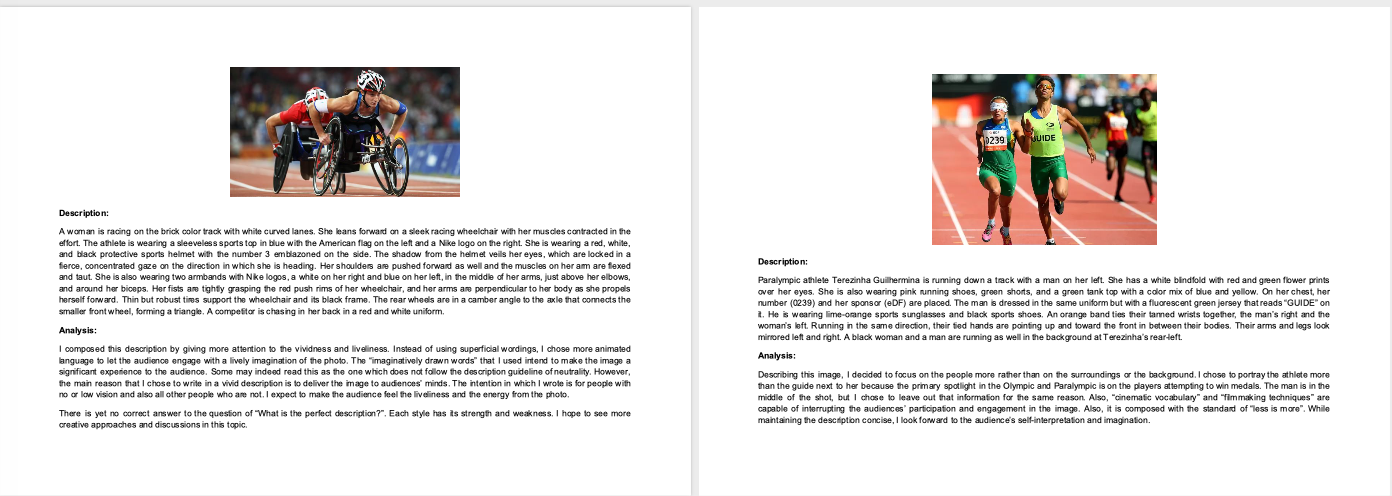 Description:
A woman is racing on the brick color track with white curved lanes. She leans forward on a sleek racing wheelchair with her muscles contracted in the
effort. The athlete is wearing a sleeveless sports top in blue with the American flag on the left and a Nike logo on the right. She is wearing a red, white,
and black protective sports helmet with the number 3 emblazoned on the side. The shadow from the helmet veils her eyes, which are locked in a
fierce, concentrated gaze on the direction in which she is heading. Her shoulders are pushed forward as well and the muscles on her arm are flexed
and taut. She is also wearing two armbands with Nike logos, a white on her right and blue on her left, in the middle of her arms, just above her elbows,
and around her biceps. Her fists are tightly grasping the red push rims of her wheelchair, and her arms are perpendicular to her body as she propels
herself forward. Thin but robust tires support the wheelchair and its black frame. The rear wheels are in a camber angle to the axle that connects the
smaller front wheel, forming a triangle. A competitor is chasing in her back in a red and white uniform.
Analysis:
I composed this description by giving more attention to the vividness and liveliness. Instead of using superficial wordings, I chose more animated
language to let the audience engage with a lively imagination of the photo. The “imaginatively drawn words” that I used intend to make the image a
significant experience to the audience. Some may indeed read this as the one which does not follow the description guideline of neutrality. However,
the main reason that I chose to write in a vivid description is to deliver the image to audiences' minds. The intention in which I wrote is for people with
no or low vision and also all other people who are not. I expect to make the audience feel the liveliness and the energy from the photo.
There is yet no correct answer to the question of “What is the perfect description?”. Each style has its strength and weakness. I hope to see more
creative approaches and discussions in this topic.
0239
GUIDE
Description:
Paralympic athlete Terezinha Guilhermina is running down a track with a man on her left. She has a white blindfold with red and green flower prints
over her eyes. She is also wearing pink running shoes, green shorts, and a green tank top with a color mix of blue and yellow. On her chest, her
number (0239) and her sponsor (eDF) are placed. The man is dressed in the same uniform but with a fluorescent green jersey that reads “GUIDE” on
it. He is wearing lime-orange sports sunglasses and black sports shoes. An orange band ties their tanned wrists together, the man's right and the
woman's left. Running in the same direction, their tied hands are pointing up and toward the front in between their bodies. Their arms and legs look
mirrored left and right. A black woman and a man are running as well in the background at Terezinha's rear-left.
Analysis:
Describing this image, I decided to focus on the people more rather than on the surroundings or the background. I chose to portray the athlete more
than the guide next to her because the primary spotlight in the Olympic and Paralympic is on the players attempting to win medals. The man is in the
middle of the shot, but I chose to leave out that information for the same reason. Also, “cinematic vocabulary” and “filmmaking techniques” are
capable of interrupting the audiences' participation and engagement in the image. Also, it is composed with the standard of “less is more”. While
maintaining the description concise, I look forward to the audience's self-interpretation and imagination.